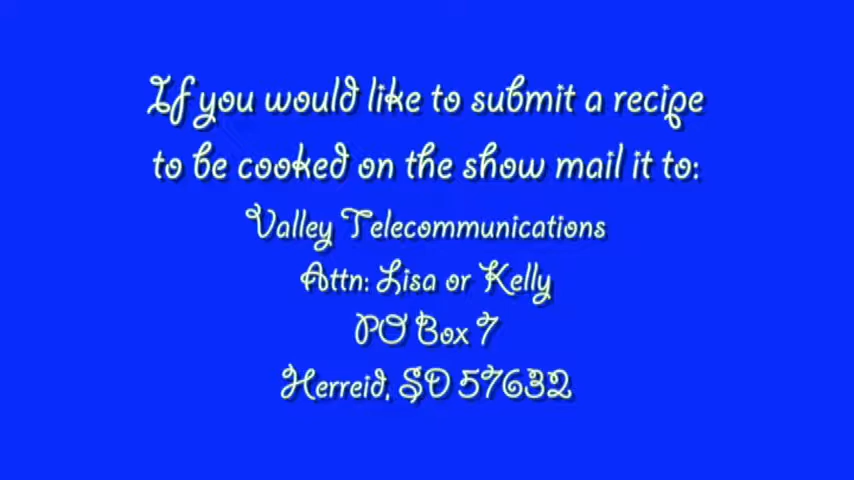 If you would like to submit a recipe
to be cooked on the show mail it to:
Valley Telecommunications
Attn: Lisa or Kelly
PO Box 7
Herreid, SD 57632